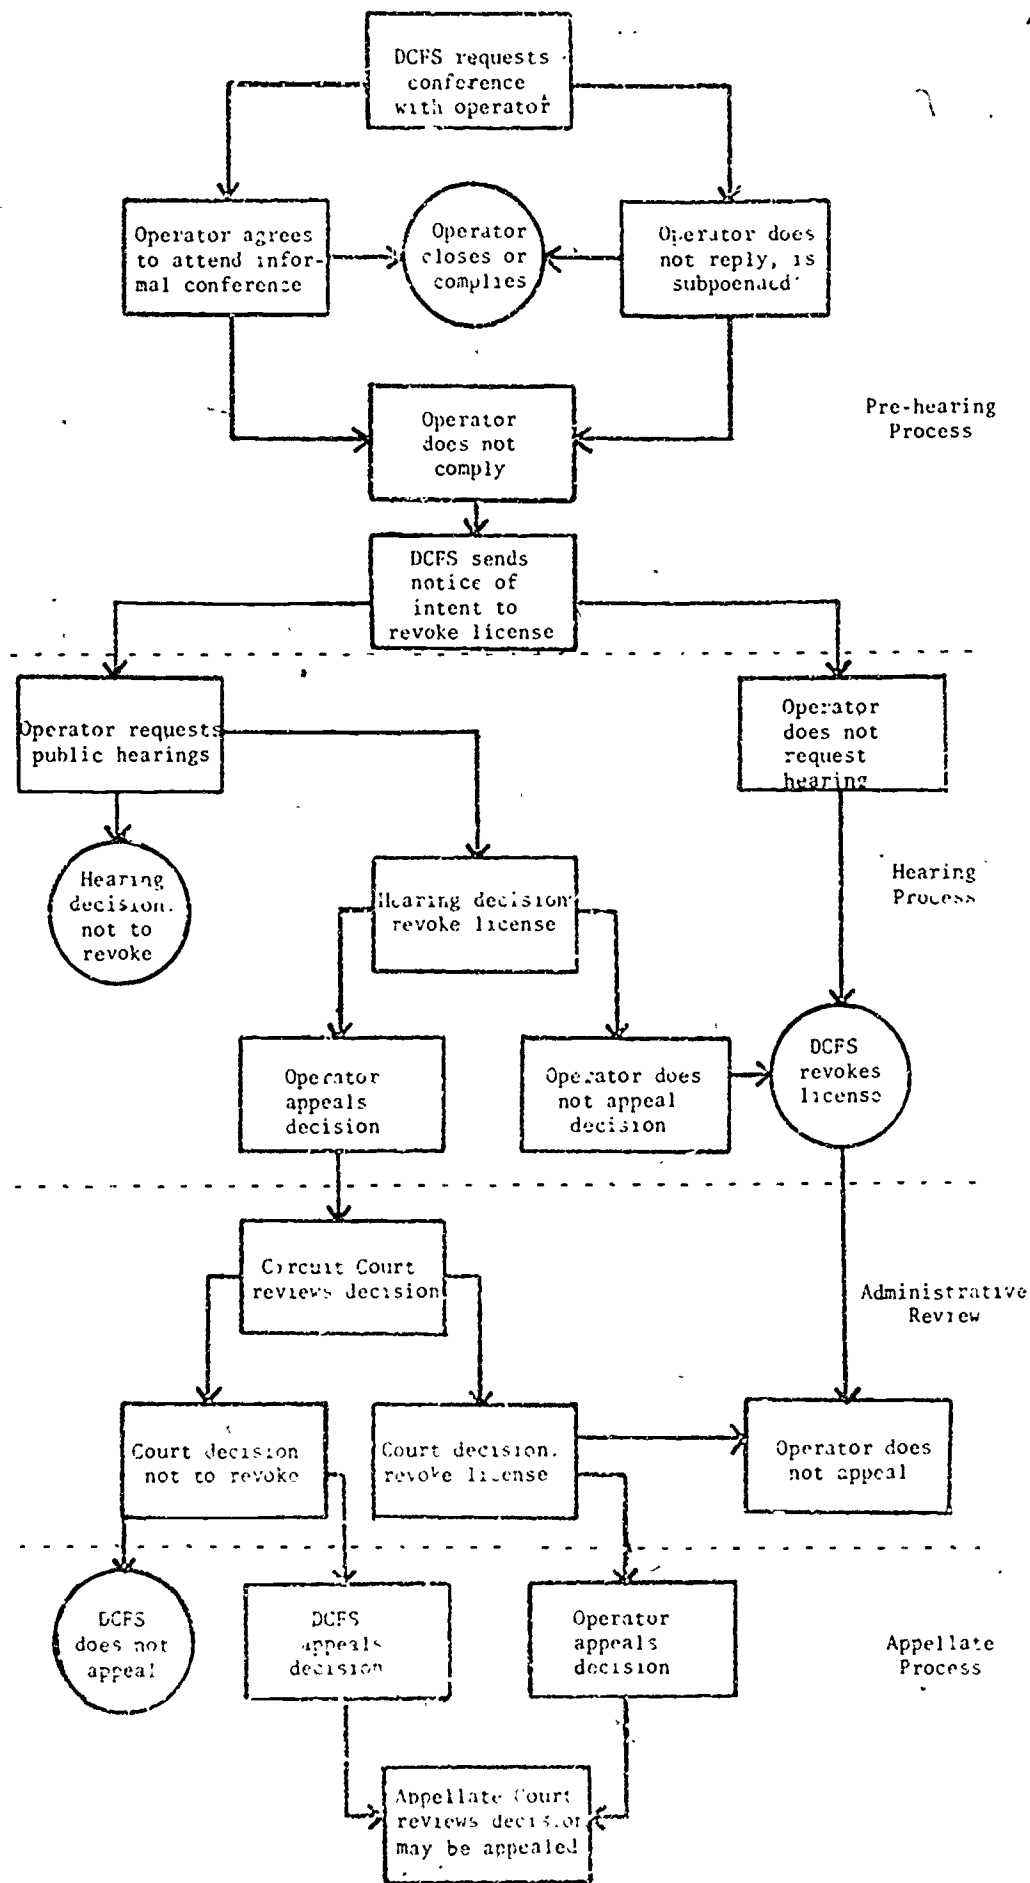 DCFS requests
conference
with operator
Operator agrees
to attend infor-
mal conference
Operator
closes or
complies
Operator does
not reply, is
subpoenaed
Operator
does not
comply
Pre-hearing
Process
DCFS sends
notice of
intent to
revoke license
Operator requests
public hearings
Operator
does not
request
hearing
Hearing
decision.
not to
revoke
Hearing decision
revoke license
Hearing
Process
Operator
appeals
decision
Operator does
not appeal
decision
DCFS
revokes
license
Circuit Court
reviews decision
Administrative
Review
Court decision
not to revoke
Court decision.
revoke license
Operator does
not appeal
DCFS
does not
appeal
DCFS
appeals
decision
Operator
appeals
decision
Appellate
Process
Appellate Court
reviews decision
may be appealed